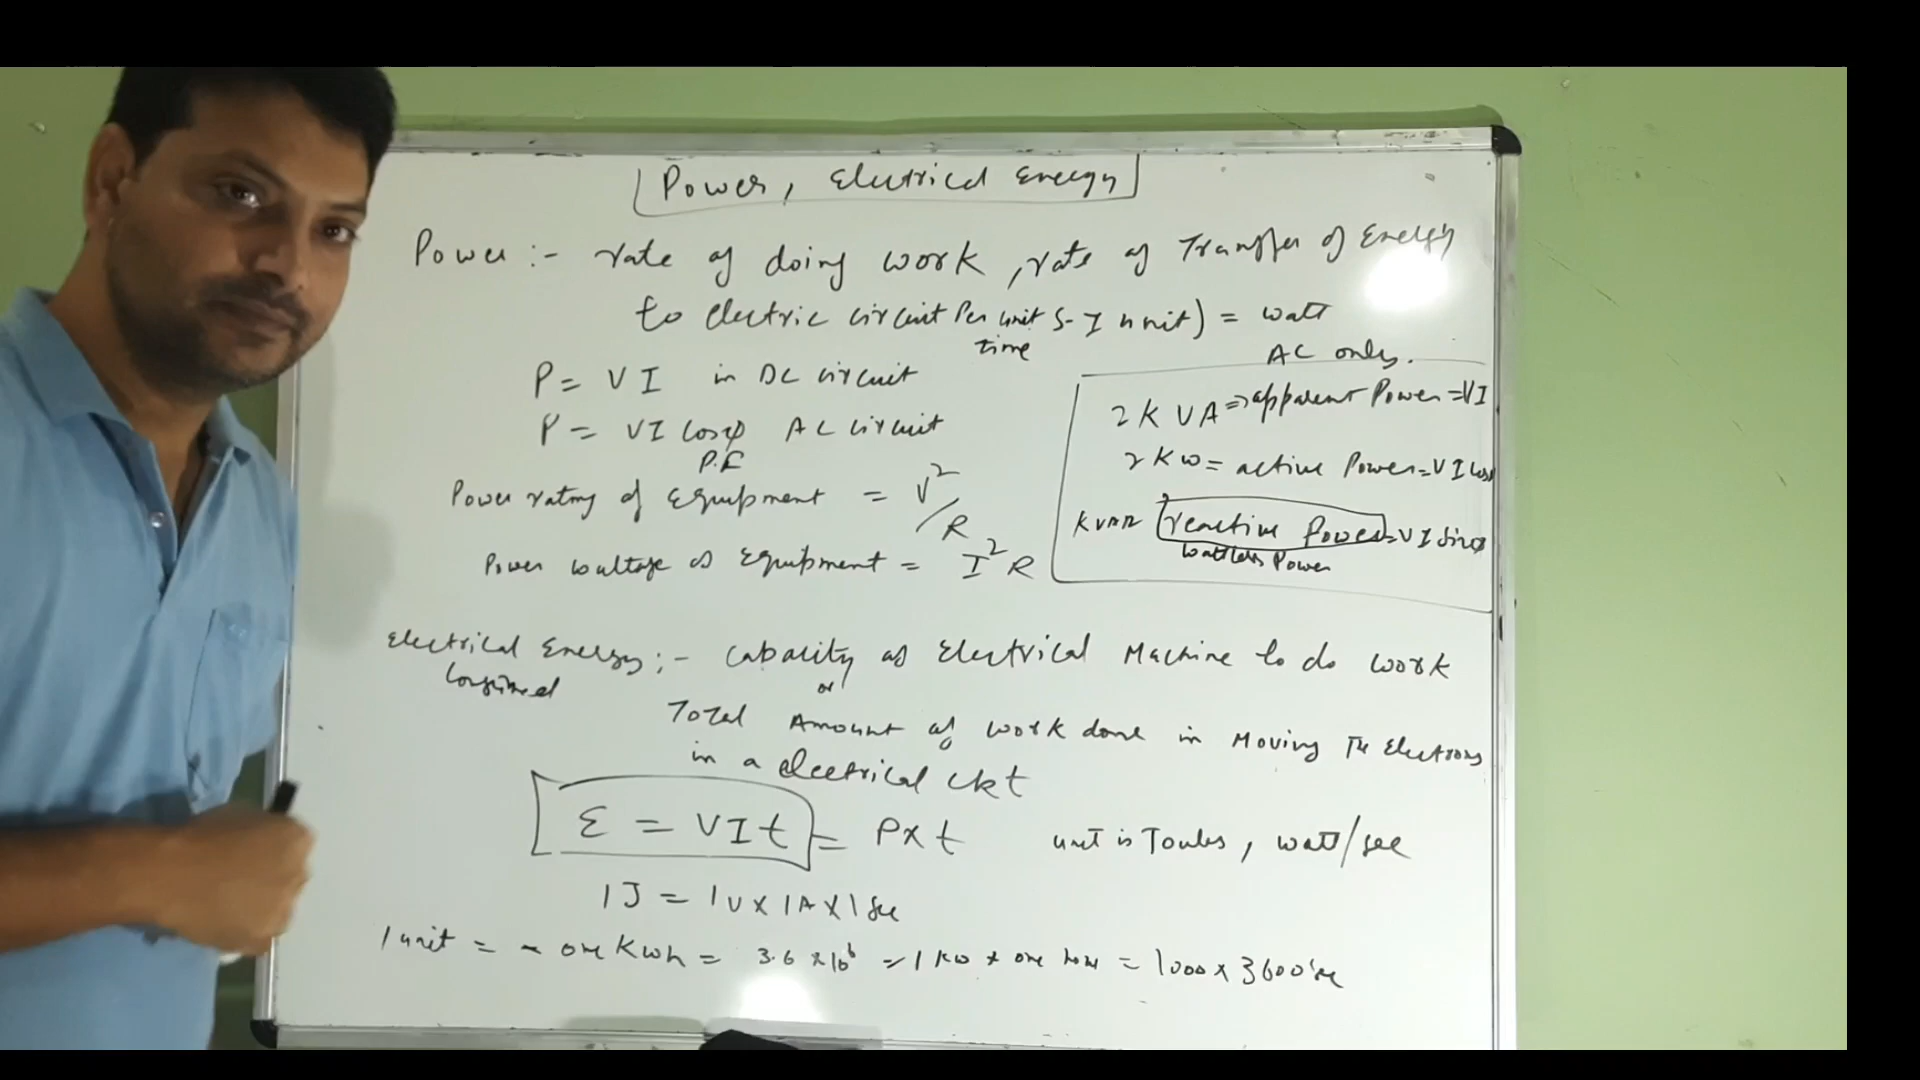 Power, Electrical Energy
Power :- rate of doing work, rate of Transfer of Energy
to electric circuit Per unit time S-I unit) = watt
P = VI in DC circuit
P = VI cosφ AC circuit
P.F
Power rating of Equipment = V²/R
Power wattage of Equipment = I²R
AC only.
2 KVA => apparent Power = VI
2 KW = active Power = VI cos
KVAR reactive Power = VI sinφ
wattless Power
Electrical Energy :- Capacity of Electrical Machine to do work
Consumed
or
Total Amount of work done in Moving The Electrons
in a electrical ckt
E = VIt = P×t unit is Joules, watt/sec
1J = 1V × 1A × 1 sec
1 unit = - one Kwh = 3.6 × 10⁶ = 1 KW × one hour = 1000 × 3600 sec